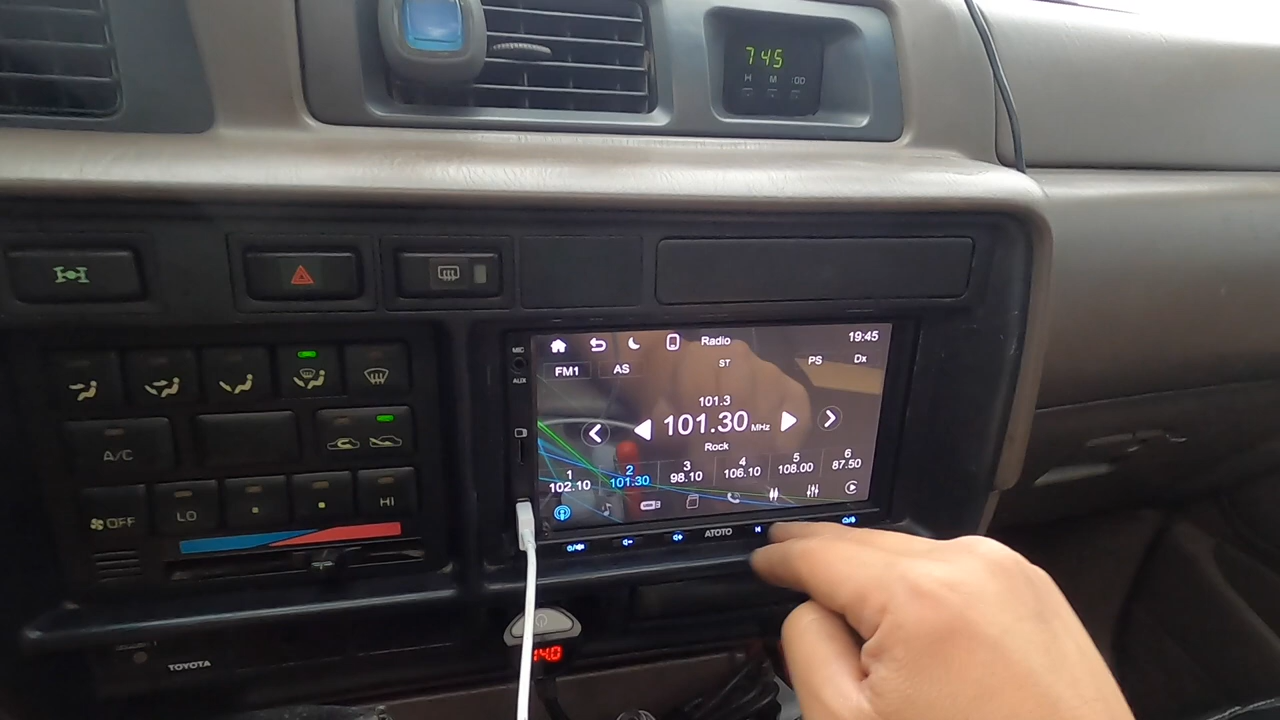 7 45
H M :00
MIC
AUX
Radio
19:45
FM1
AS
ST
PS
Dx
101.3
101.30 MHz
Rock
1
102.10
2
101.30
3
98.10
4
106.10
5
108.00
6
87.50
ATOTO
A/C
OFF
LO
HI
TOYOTA
14.0